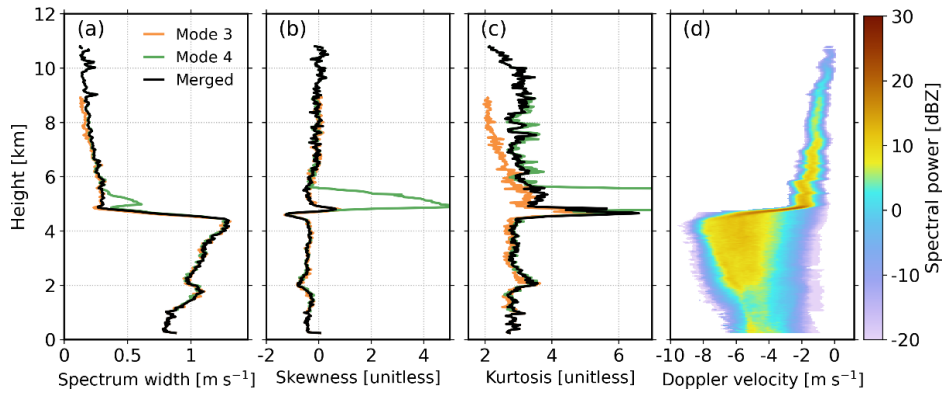 (a)
Mode 3
Mode 4
Merged
(b)
(c)
(d)
Height [km]
12
10
8
6
4
2
0
0 0.5 1
Spectrum width [m s⁻¹]
-2 0 2 4
Skewness [unitless]
2 4 6
Kurtosis [unitless]
-10 -8 -6 -4 -2 0
Doppler velocity [m s⁻¹]
30
20
10
0
-10
-20
Spectral power [dBZ]